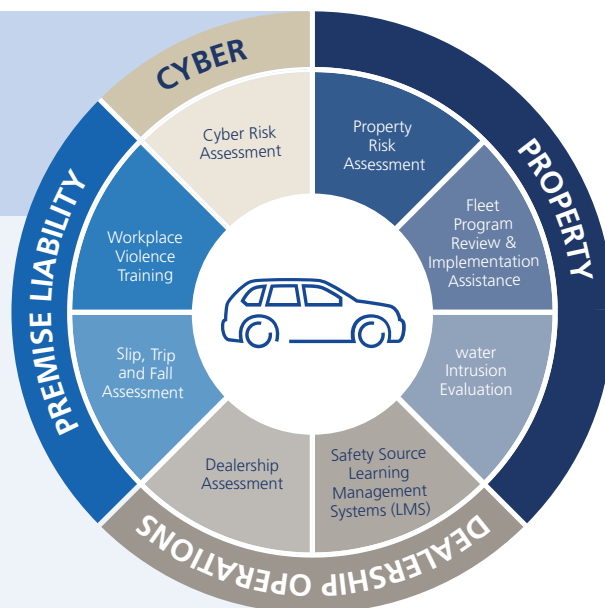 CYBER
Cyber Risk
Assessment
PROPERTY
Property
Risk
Assessment
Fleet
Program
Review &
Implementation
Assistance
water
Intrusion
Evaluation
DEALERSHIP OPERATIONS
Safety Source
Learning
Management
Systems (LMS)
Dealership
Assessment
PREMISE LIABILITY
Slip, Trip
and Fall
Assessment
Workplace
Violence
Training